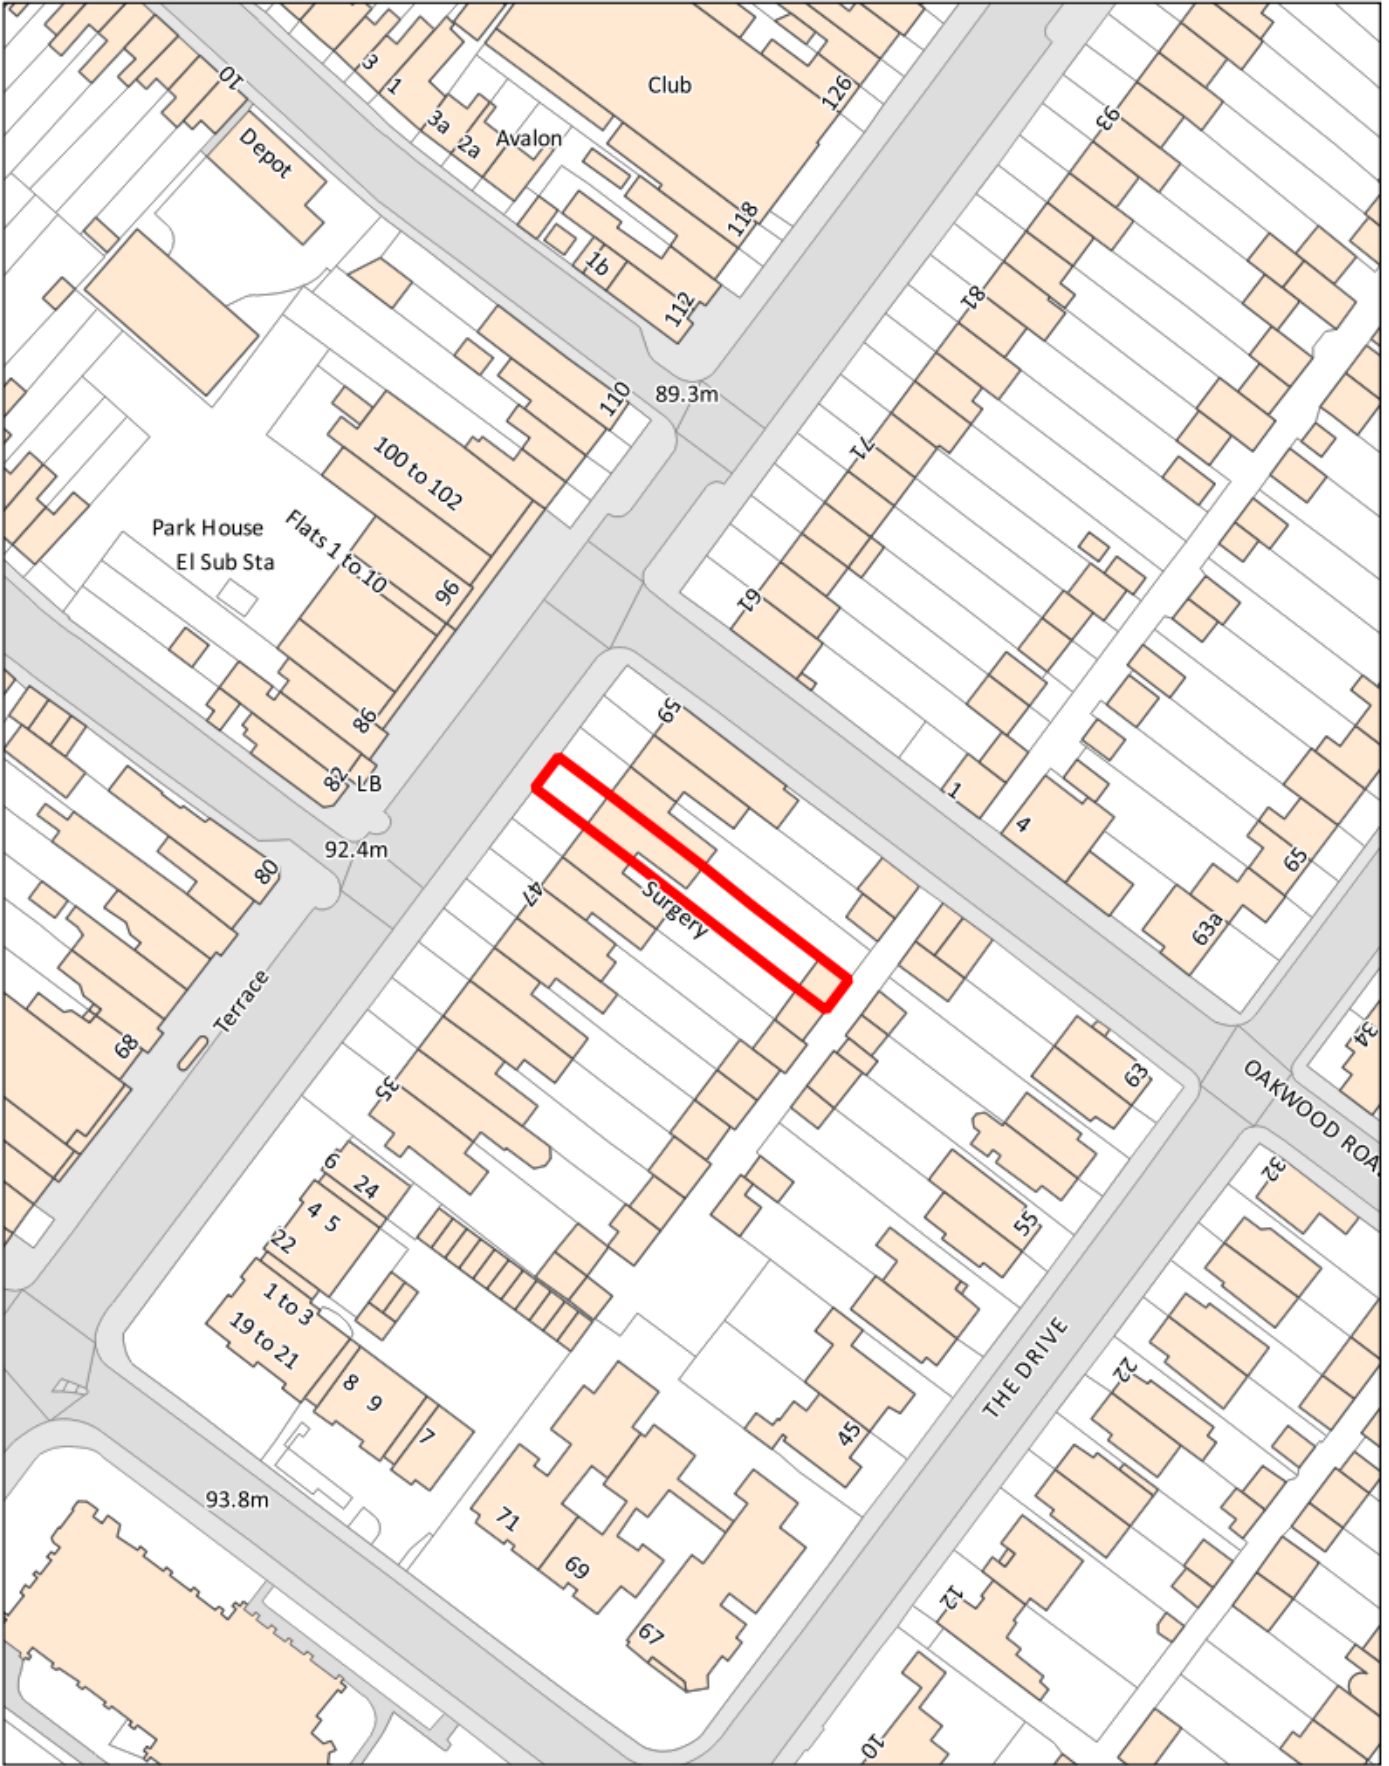 10
3
1
3a
2a
Avalon
Club
126
93
Depot
118
1b
112
81
110
89.3m
100 to 102
71
Park House
El Sub Sta
Flats 1 to 10
96
61
86
59
82
LB
1
4
92.4m
80
47
Surgery
65
63a
Terrace
68
63
34
OAKWOOD ROA
35
6
24
4 5
22
55
32
1 to 3
19 to 21
8
9
7
THE DRIVE
22
45
93.8m
71
69
12
67
10